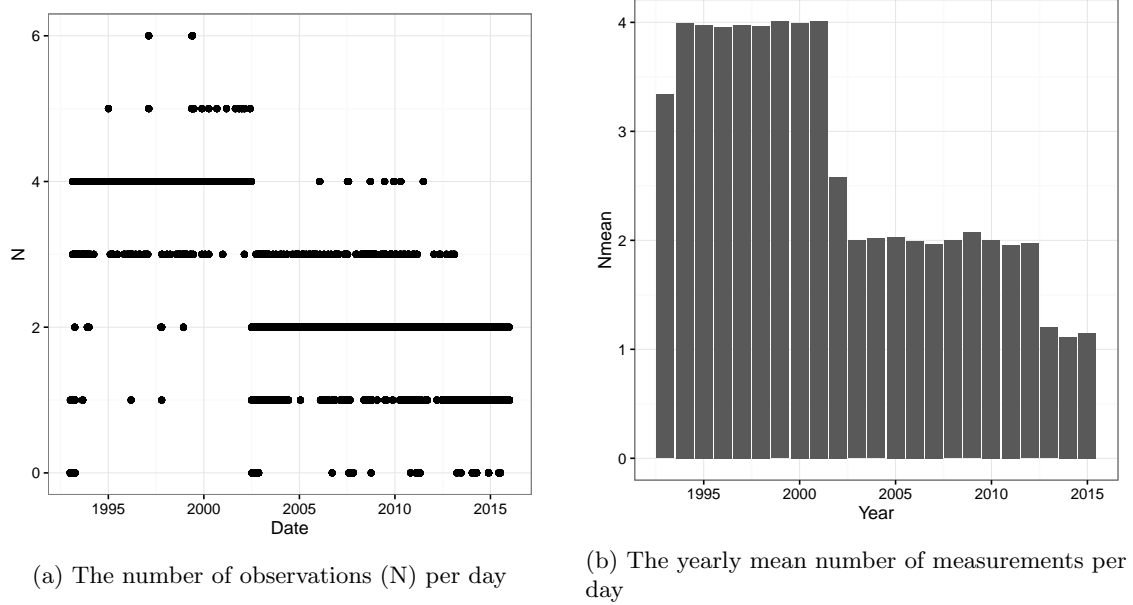 6
4
2
0
N
1995 2000 2005 2010 2015
Date
(a) The number of observations (N) per day
4
3
2
1
0
Nmean
1995 2000 2005 2010 2015
Year
(b) The yearly mean number of measurements per
day